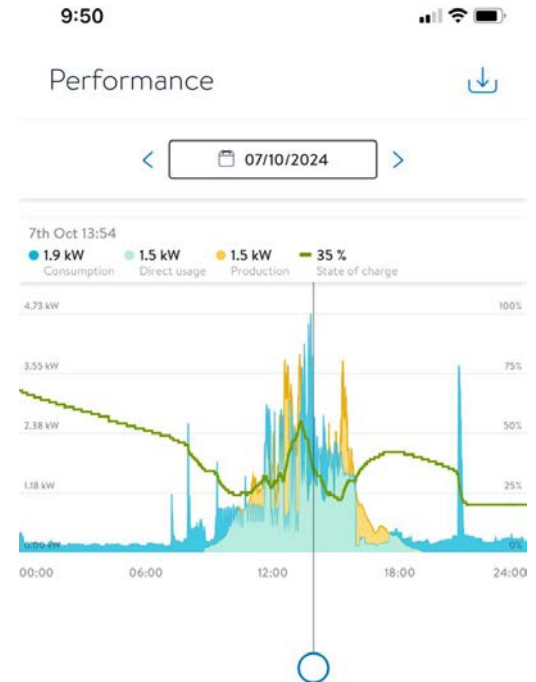 9:50
Performance
07/10/2024
7th Oct 13:54
1.9 kW 1.5 kW 1.5 kW 35 %
Consumption Direct usage Production State of charge
4.73 kW 100%
3.55 kW 75%
2.38 kW 50%
1.18 kW 25%
0.00 kW 0%
00:00 06:00 12:00 18:00 24:00